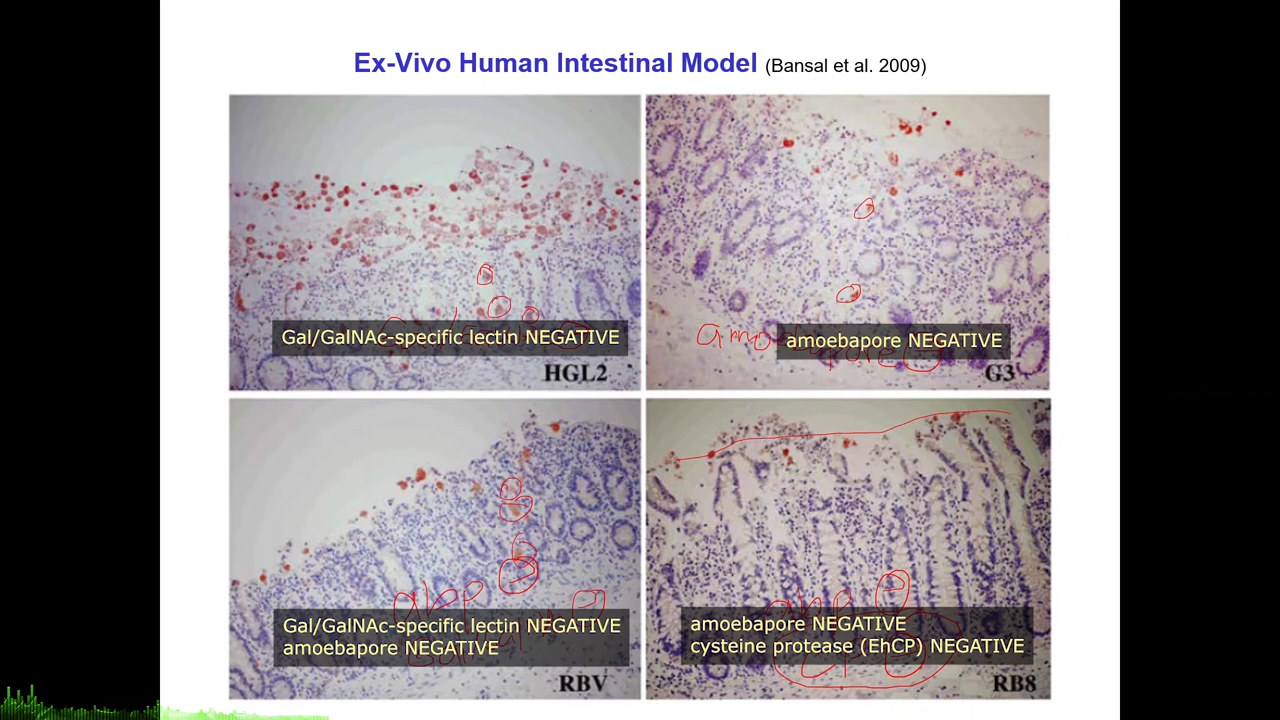 Ex-Vivo Human Intestinal Model (Bansal et al. 2009)
Gal/GalNAc-specific lectin NEGATIVE
HGL2
amoebapore NEGATIVE
G3
Gal/GalNAc-specific lectin NEGATIVE
amoebapore NEGATIVE
RBV
amoebapore NEGATIVE
cysteine protease (EhCP) NEGATIVE
RB8